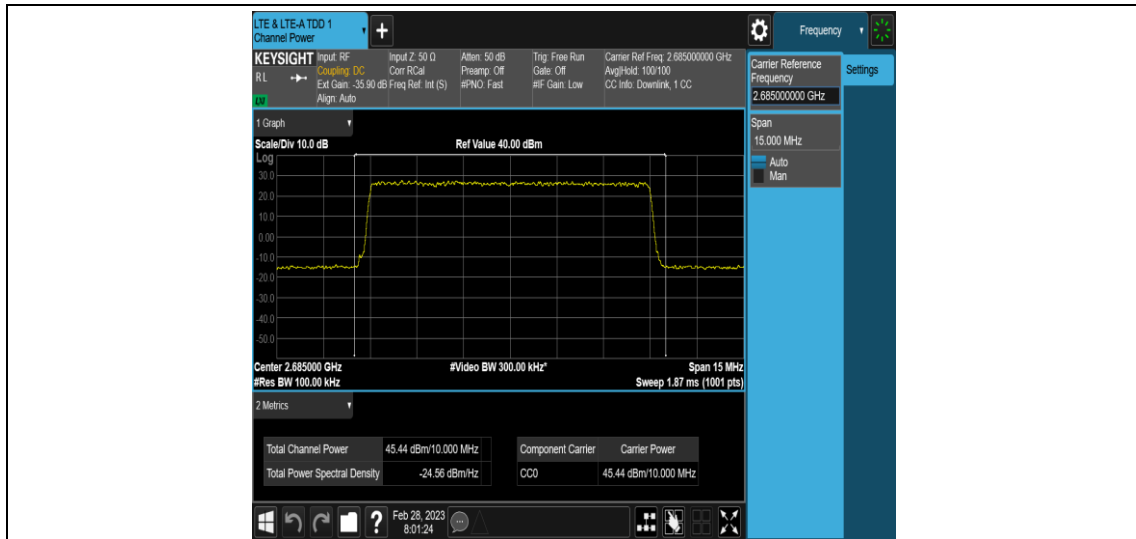 LTE & LTE-A TDD 1
Channel Power
Frequency
KEYSIGHT
R L
LXI
Input: RF
Coupling: DC
Ext Gain: -35.90 dB
Align: Auto
Input Z: 50 Ω
Corr RCal
Freq Ref: Int (S)
Atten: 50 dB
Preamp: Off
#PNO: Fast
Trig: Free Run
Gate: Off
#IF Gain: Low
Carrier Ref Freq: 2.685000000 GHz
Avg|Hold: 100/100
CC Info: Downlink, 1 CC
Carrier Reference
Frequency
2.685000000 GHz
Settings
Span
15.000 MHz
Auto
Man
1 Graph
Scale/Div 10.0 dB
Ref Value 40.00 dBm
Log
30.0
20.0
10.0
0.00
-10.0
-20.0
-30.0
-40.0
-50.0
Center 2.685000 GHz
#Video BW 300.00 kHz*
Span 15 MHz
#Res BW 100.00 kHz
Sweep 1.87 ms (1001 pts)
2 Metrics
Total Channel Power 45.44 dBm/10.000 MHz
Total Power Spectral Density -24.56 dBm/Hz
Component Carrier Carrier Power
CC0 45.44 dBm/10.000 MHz
Feb 28, 2023
8:01:24